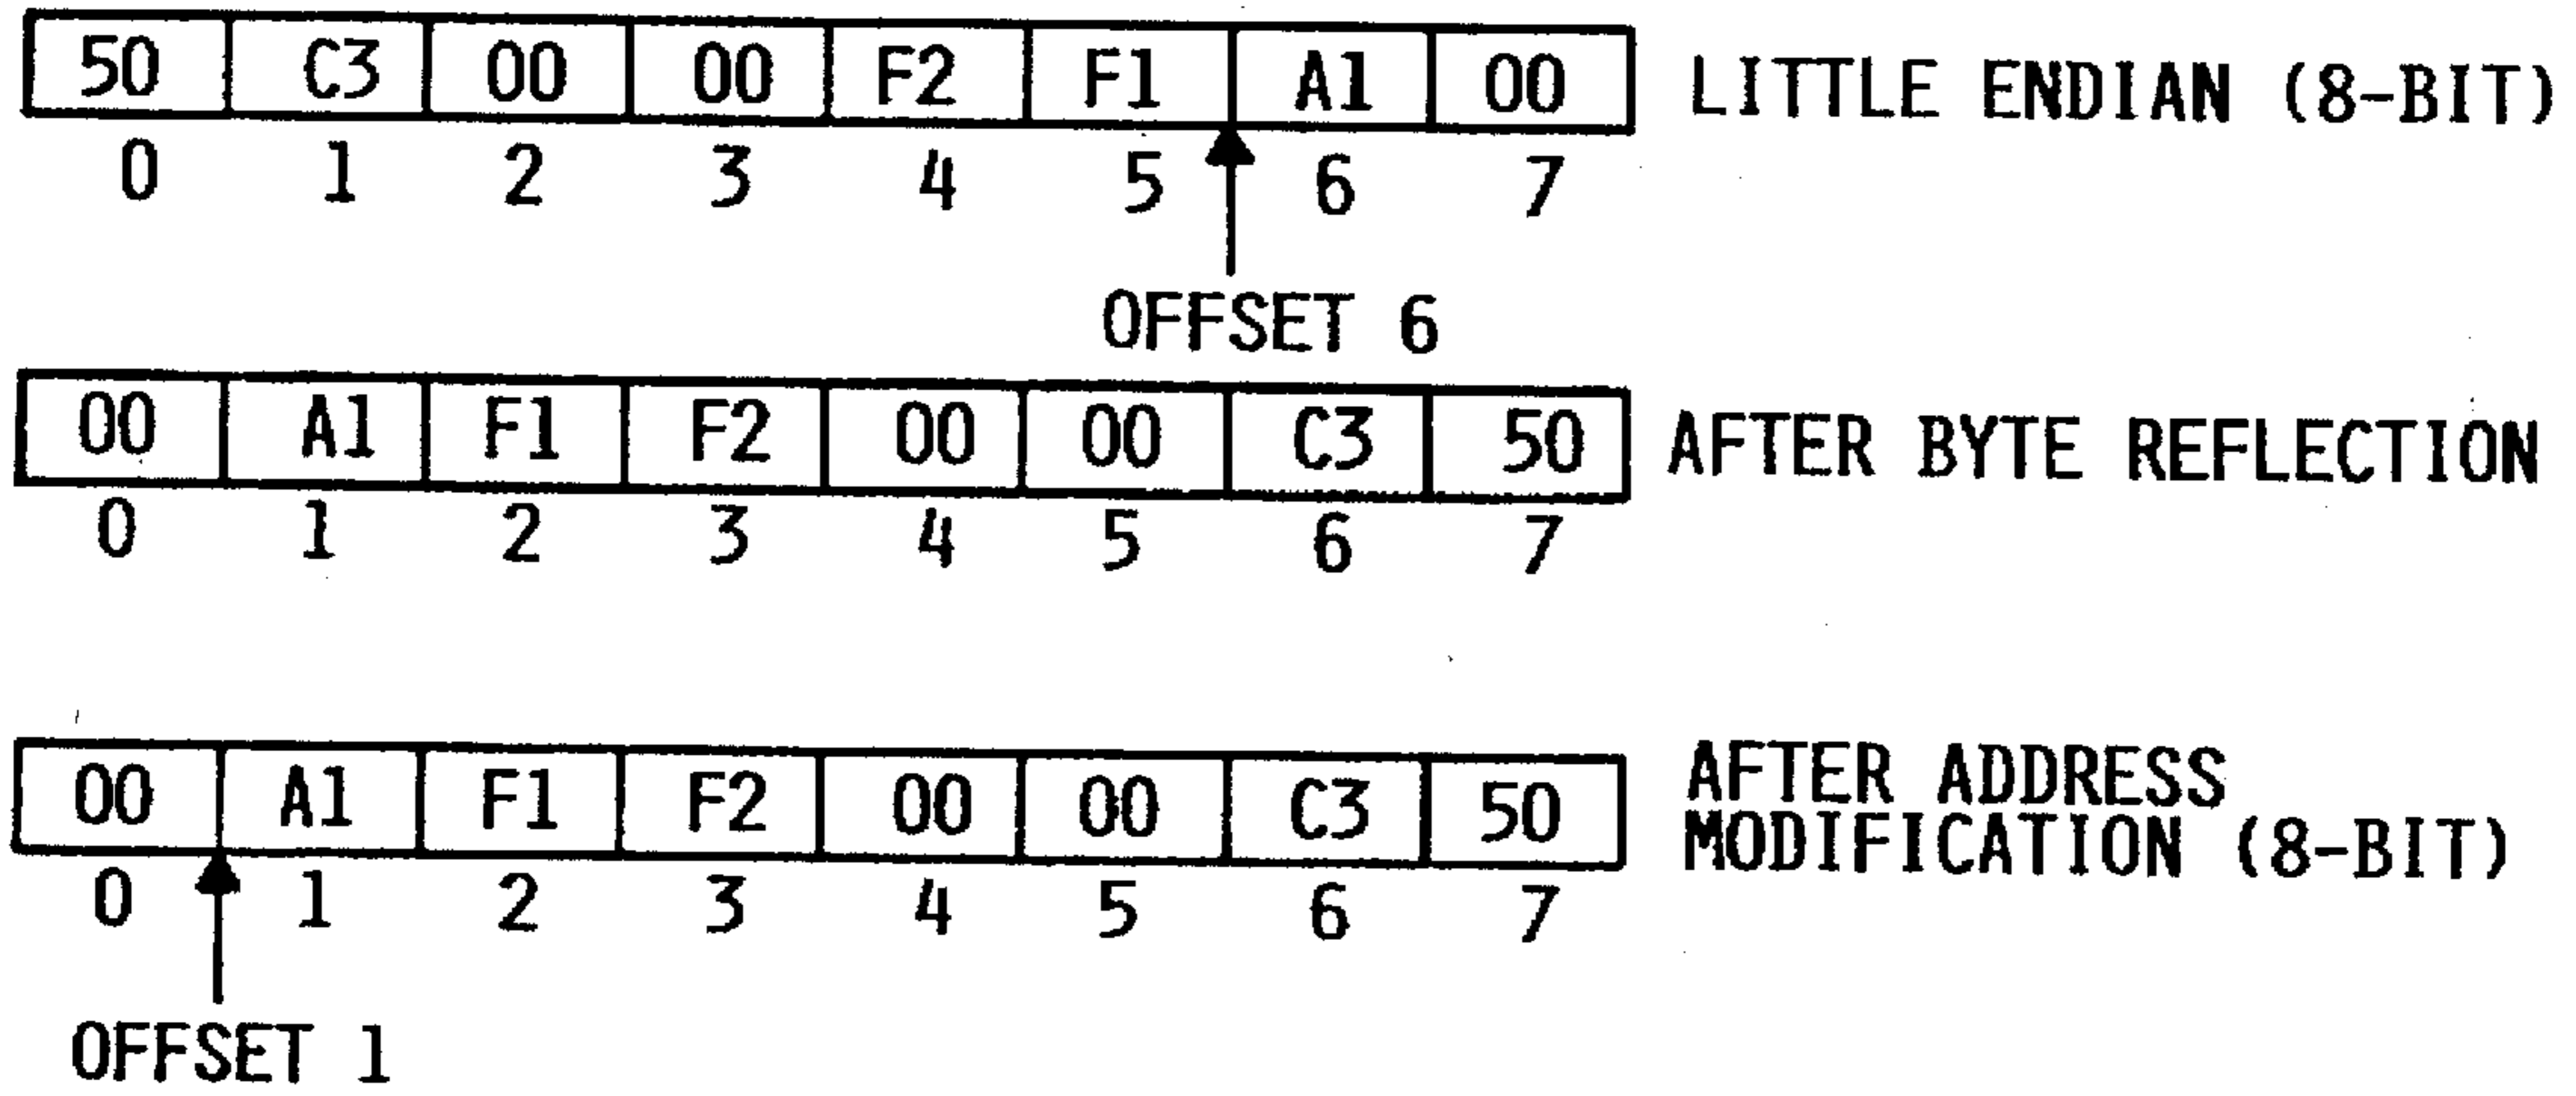 50 C3 00 00 F2 F1 A1 00 LITTLE ENDIAN (8-BIT)
0 1 2 3 4 5 6 7
OFFSET 6
00 A1 F1 F2 00 00 C3 50 AFTER BYTE REFLECTION
0 1 2 3 4 5 6 7
00 A1 F1 F2 00 00 C3 50 AFTER ADDRESS
MODIFICATION (8-BIT)
0 1 2 3 4 5 6 7
OFFSET 1